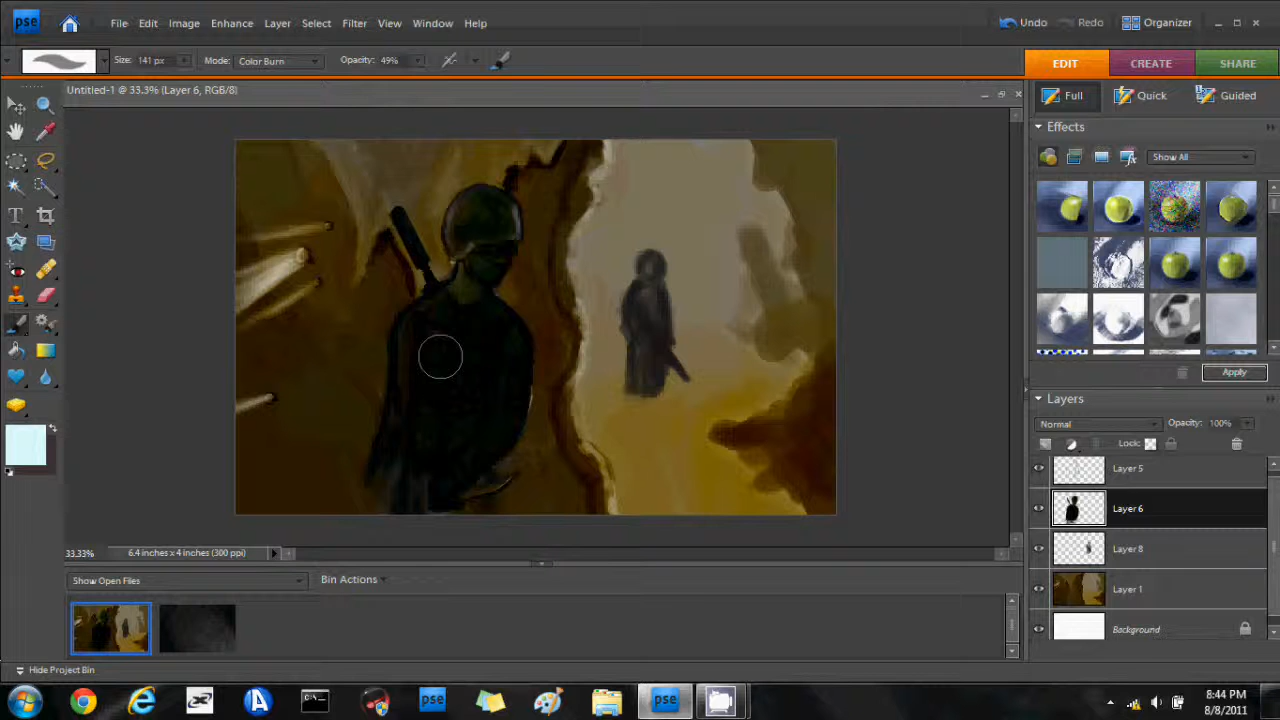 pse File Edit Image Enhance Layer Select Filter View Window Help Undo Redo Organizer
Size: 141 px Mode: Color Burn Opacity: 49% EDIT CREATE SHARE
Untitled-1 @ 33.3% (Layer 6, RGB/8)
Full Quick Guided
Effects
Show All
Apply
Layers
Normal Opacity: 100%
Lock:
Layer 5
Layer 6
Layer 8
Layer 1
Background
33.33% 6.4 inches x 4 inches (300 ppi)
Show Open Files Bin Actions
Hide Project Bin
pse pse
8:44 PM
8/8/2011